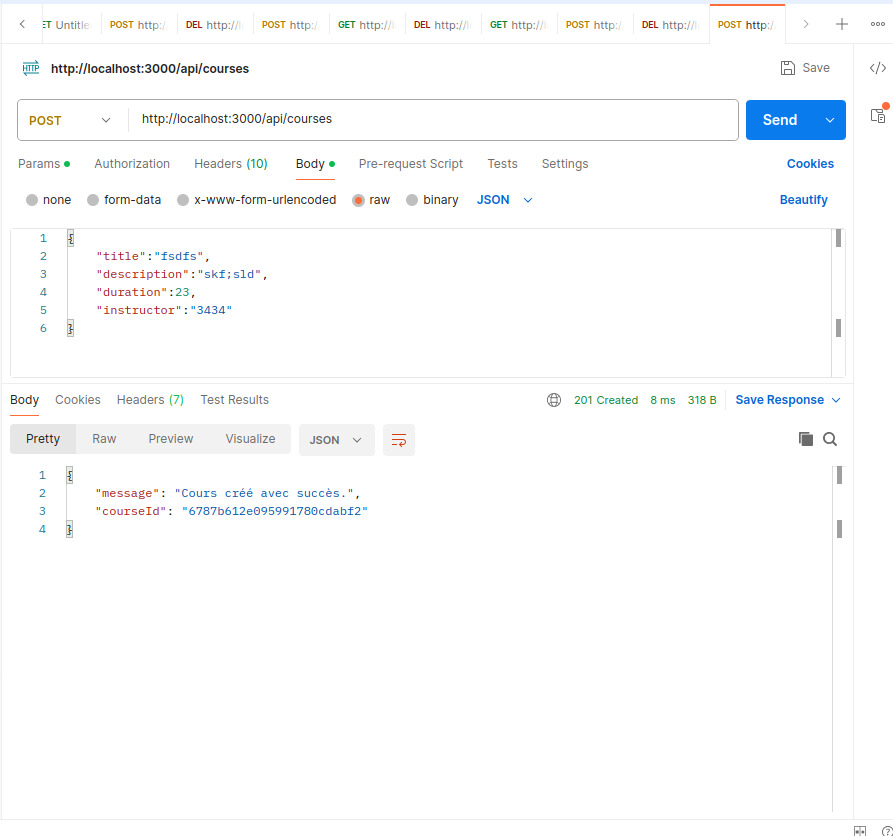 ET Untitle POST http:/ DEL http://l POST http:/ GET http://l DEL http://l GET http://l POST http:/ DEL http://l POST http:/
HTTP http://localhost:3000/api/courses Save
POST http://localhost:3000/api/courses Send
Params Authorization Headers (10) Body Pre-request Script Tests Settings Cookies
none form-data x-www-form-urlencoded raw binary JSON Beautify
1 {
2 "title":"fsdfs",
3 "description":"skf;sld",
4 "duration":23,
5 "instructor":"3434"
6 }
Body Cookies Headers (7) Test Results 201 Created 8 ms 318 B Save Response
Pretty Raw Preview Visualize JSON
1 {
2 "message": "Cours créé avec succès.",
3 "courseId": "6787b612e095991780cdabf2"
4 }